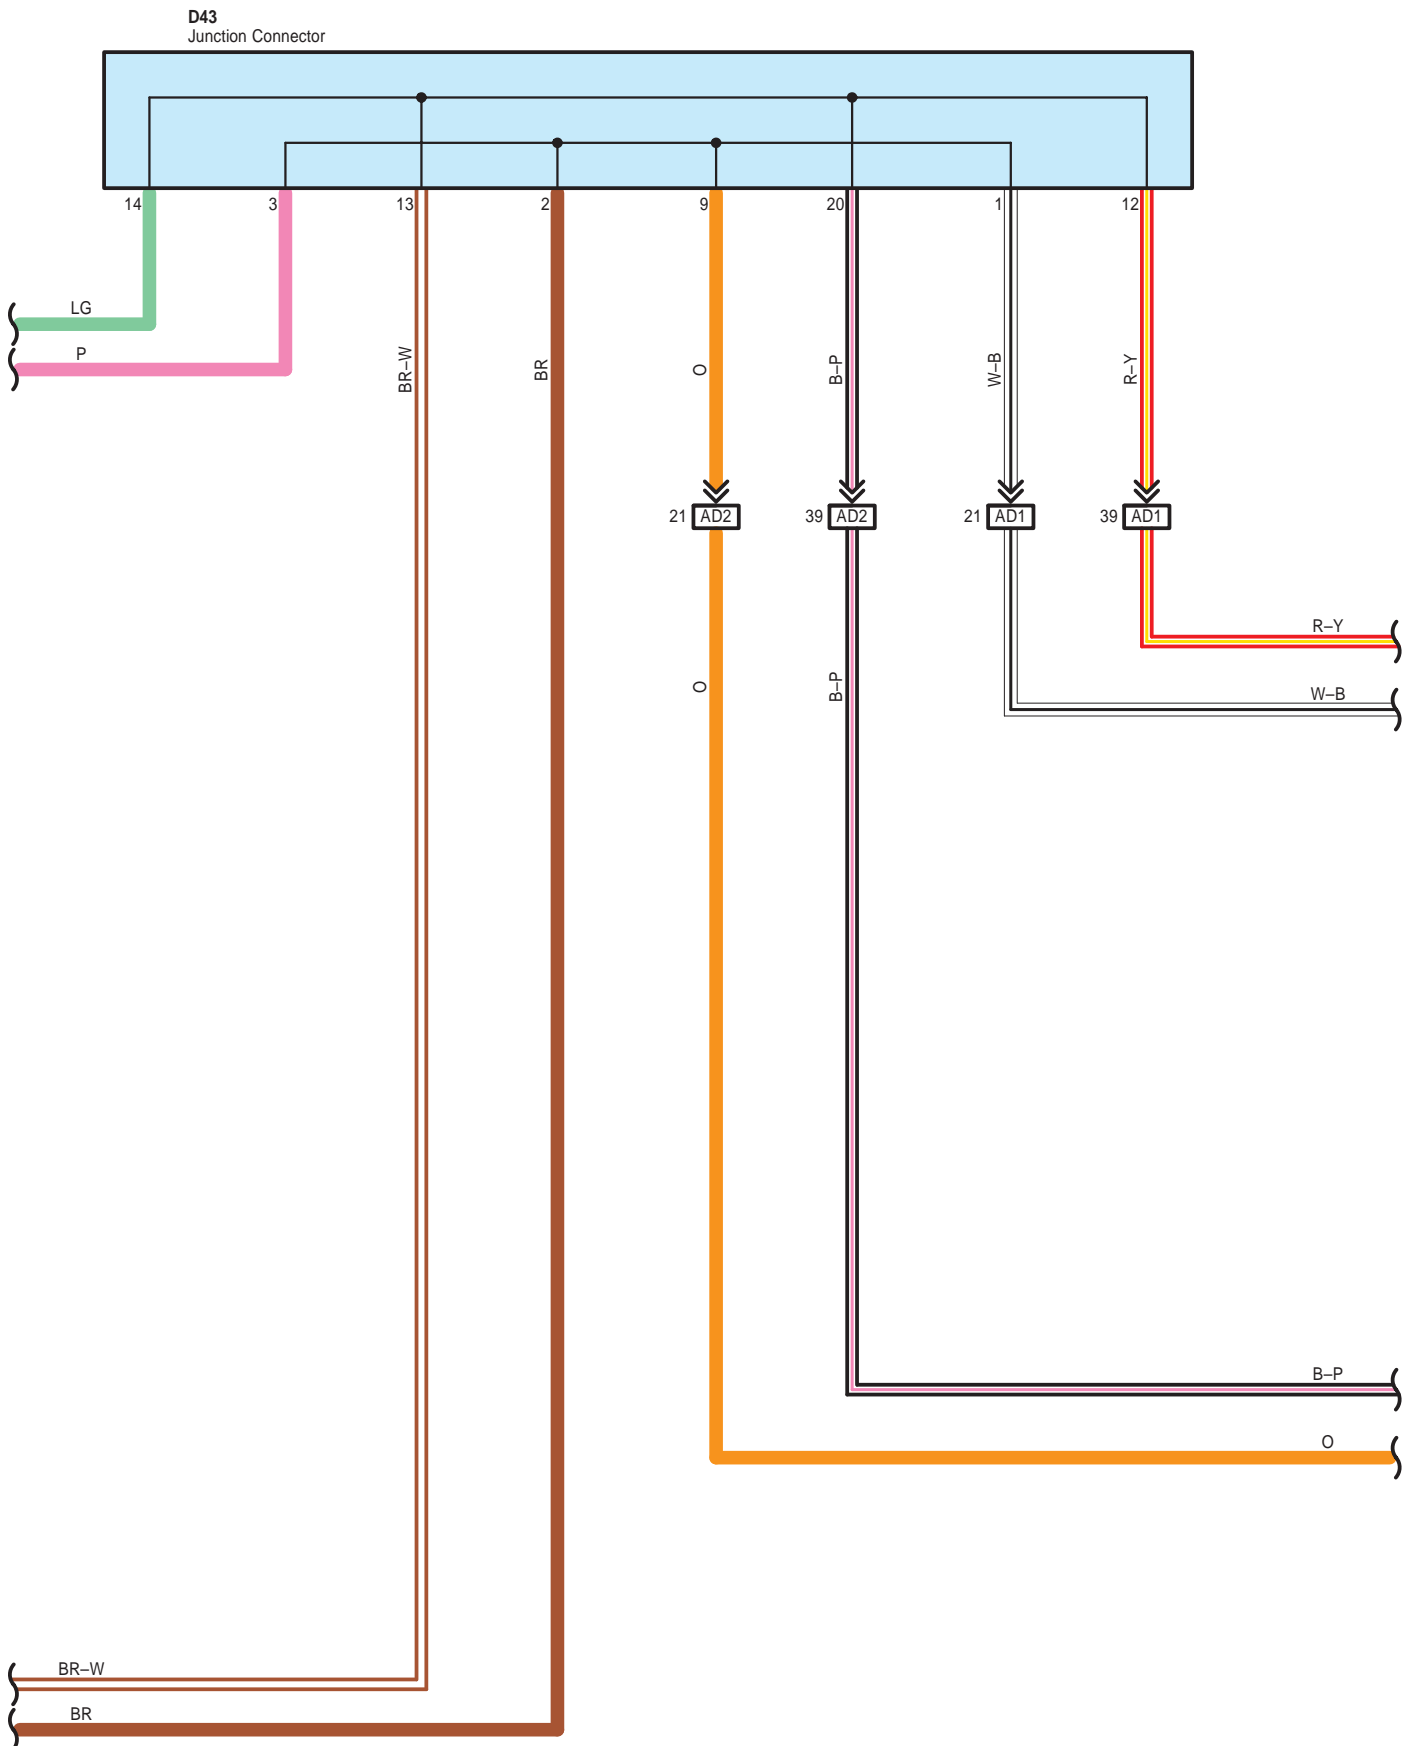 D43
Junction Connector
14 3 13 2 9 20 1 12
LG
P
BR–W BR O B–P W–B R–Y
21 AD2 39 AD2 21 AD1 39 AD1
R–Y
O B–P
W–B
B–P
O
BR–W
BR